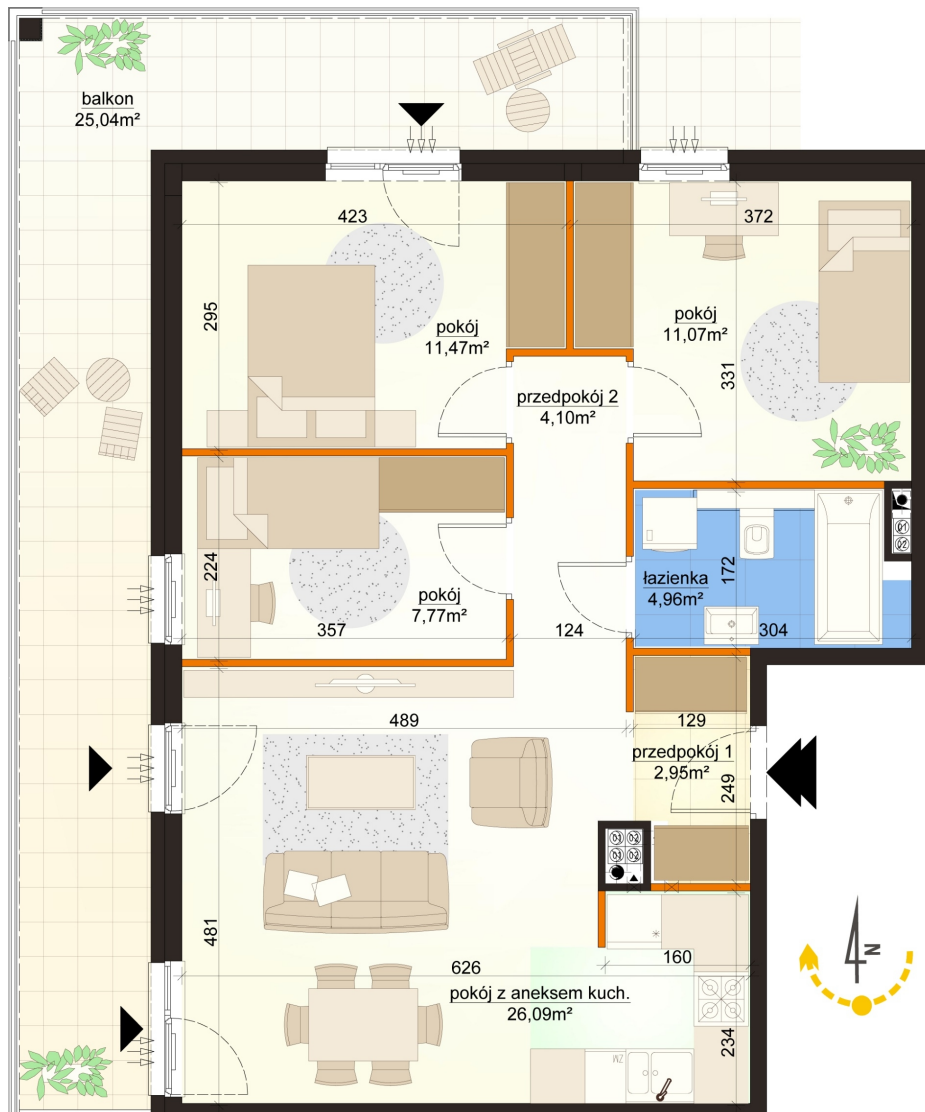 balkon
25,04m²
423
372
295
pokój
11,47m²
pokój
11,07m²
331
przedpokój 2
4,10m²
224
pokój
7,77m²
357
124
łazienka
4,96m²
172
304
489
129
przedpokój 1
2,95m²
249
481
626
160
pokój z aneksem kuch.
26,09m²
234
ZM
N